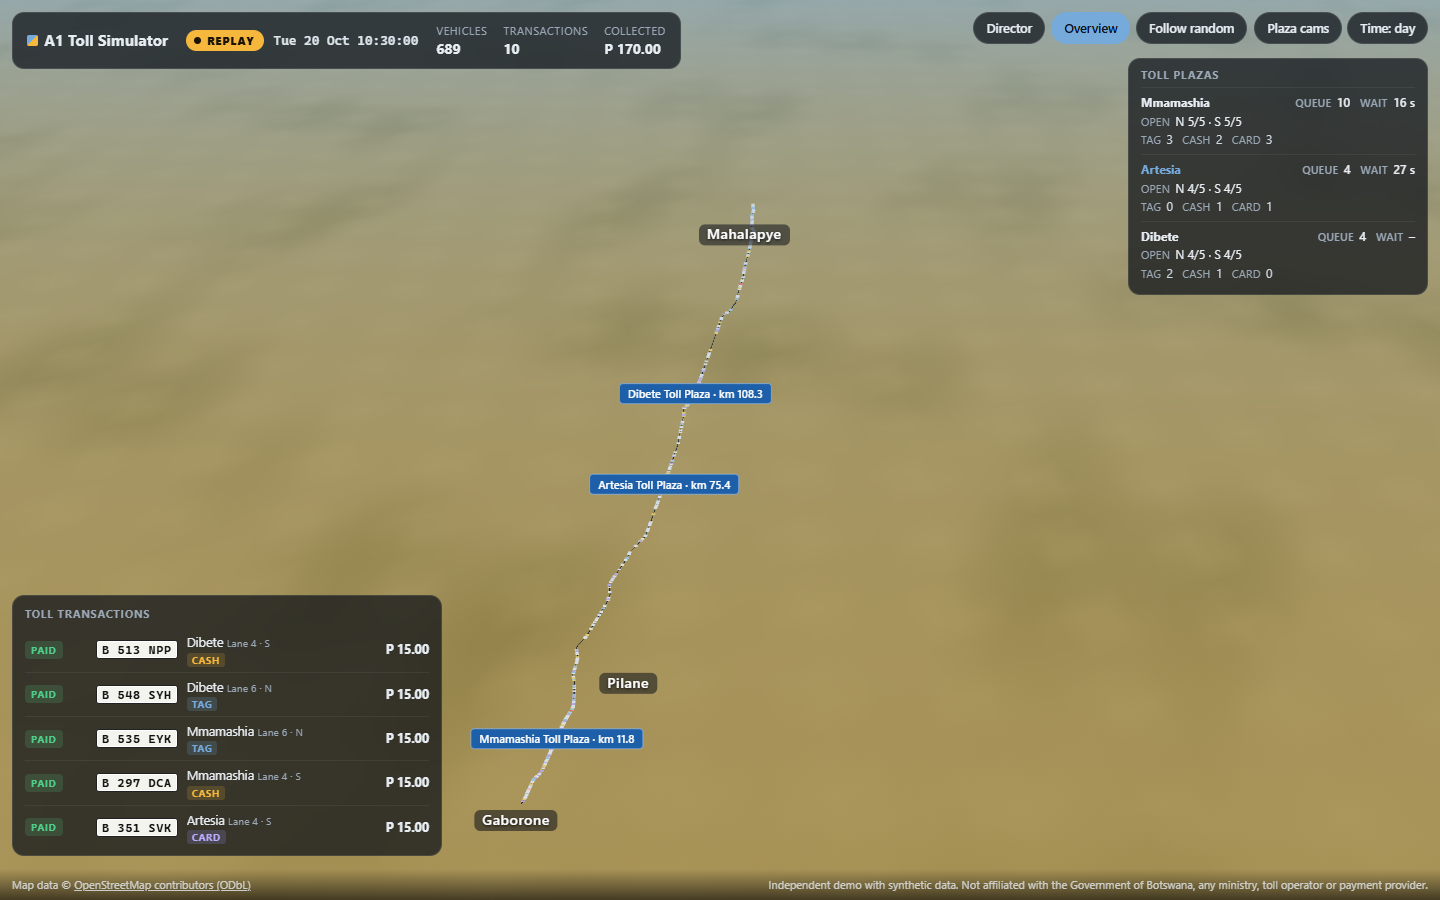 A1 Toll Simulator
REPLAY
Tue 20 Oct 10:30:00
VEHICLES
689
TRANSACTIONS
10
COLLECTED
P 170.00
Director
Overview
Follow random
Plaza cams
Time: day
TOLL PLAZAS
Mmamashia QUEUE 10 WAIT 16 s
OPEN N 5/5 · S 5/5
TAG 3 CASH 2 CARD 3
Artesia QUEUE 4 WAIT 27 s
OPEN N 4/5 · S 4/5
TAG 0 CASH 1 CARD 1
Dibete QUEUE 4 WAIT –
OPEN N 4/5 · S 4/5
TAG 2 CASH 1 CARD 0
Mahalapye
Dibete Toll Plaza · km 108.3
Artesia Toll Plaza · km 75.4
Pilane
Mmamashia Toll Plaza · km 11.8
Gaborone
TOLL TRANSACTIONS
PAID B 513 NPP Dibete Lane 4 · S P 15.00
CASH
PAID B 548 SYH Dibete Lane 6 · N P 15.00
TAG
PAID B 535 EYK Mmamashia Lane 6 · N P 15.00
TAG
PAID B 297 DCA Mmamashia Lane 4 · S P 15.00
CASH
PAID B 351 SVK Artesia Lane 4 · S P 15.00
CARD
Map data © OpenStreetMap contributors (ODbL)
Independent demo with synthetic data. Not affiliated with the Government of Botswana, any ministry, toll operator or payment provider.